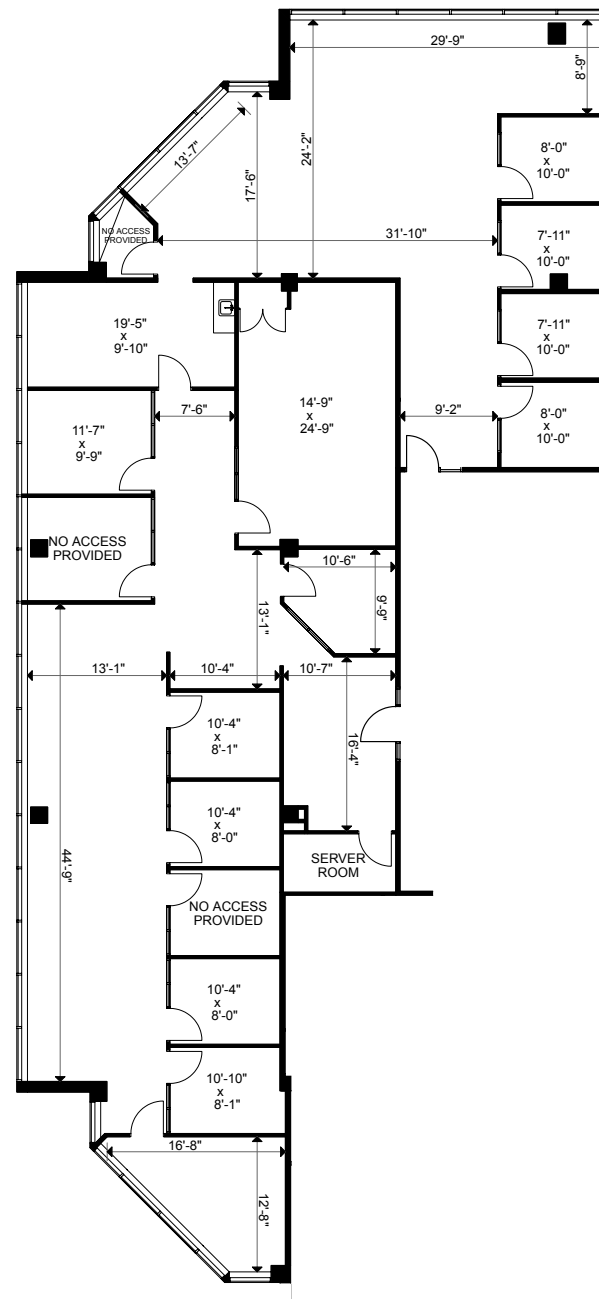 29'-9"
8'-9"
24'-2"
13'-7"
17'-6"
8'-0"
x
10'-0"
NO ACCESS
PROVIDED
31'-10"
7'-11"
x
10'-0"
7'-11"
x
10'-0"
19'-5"
x
9'-10"
14'-9"
x
24'-9"
7'-6"
9'-2"
8'-0"
x
10'-0"
11'-7"
x
9'-9"
NO ACCESS
PROVIDED
10'-6"
9'-9"
13'-1"
13'-1"
10'-4"
10'-7"
16'-4"
10'-4"
x
8'-1"
10'-4"
x
8'-0"
44'-9"
SERVER
ROOM
NO ACCESS
PROVIDED
10'-4"
x
8'-0"
10'-10"
x
8'-1"
16'-8"
12'-8"